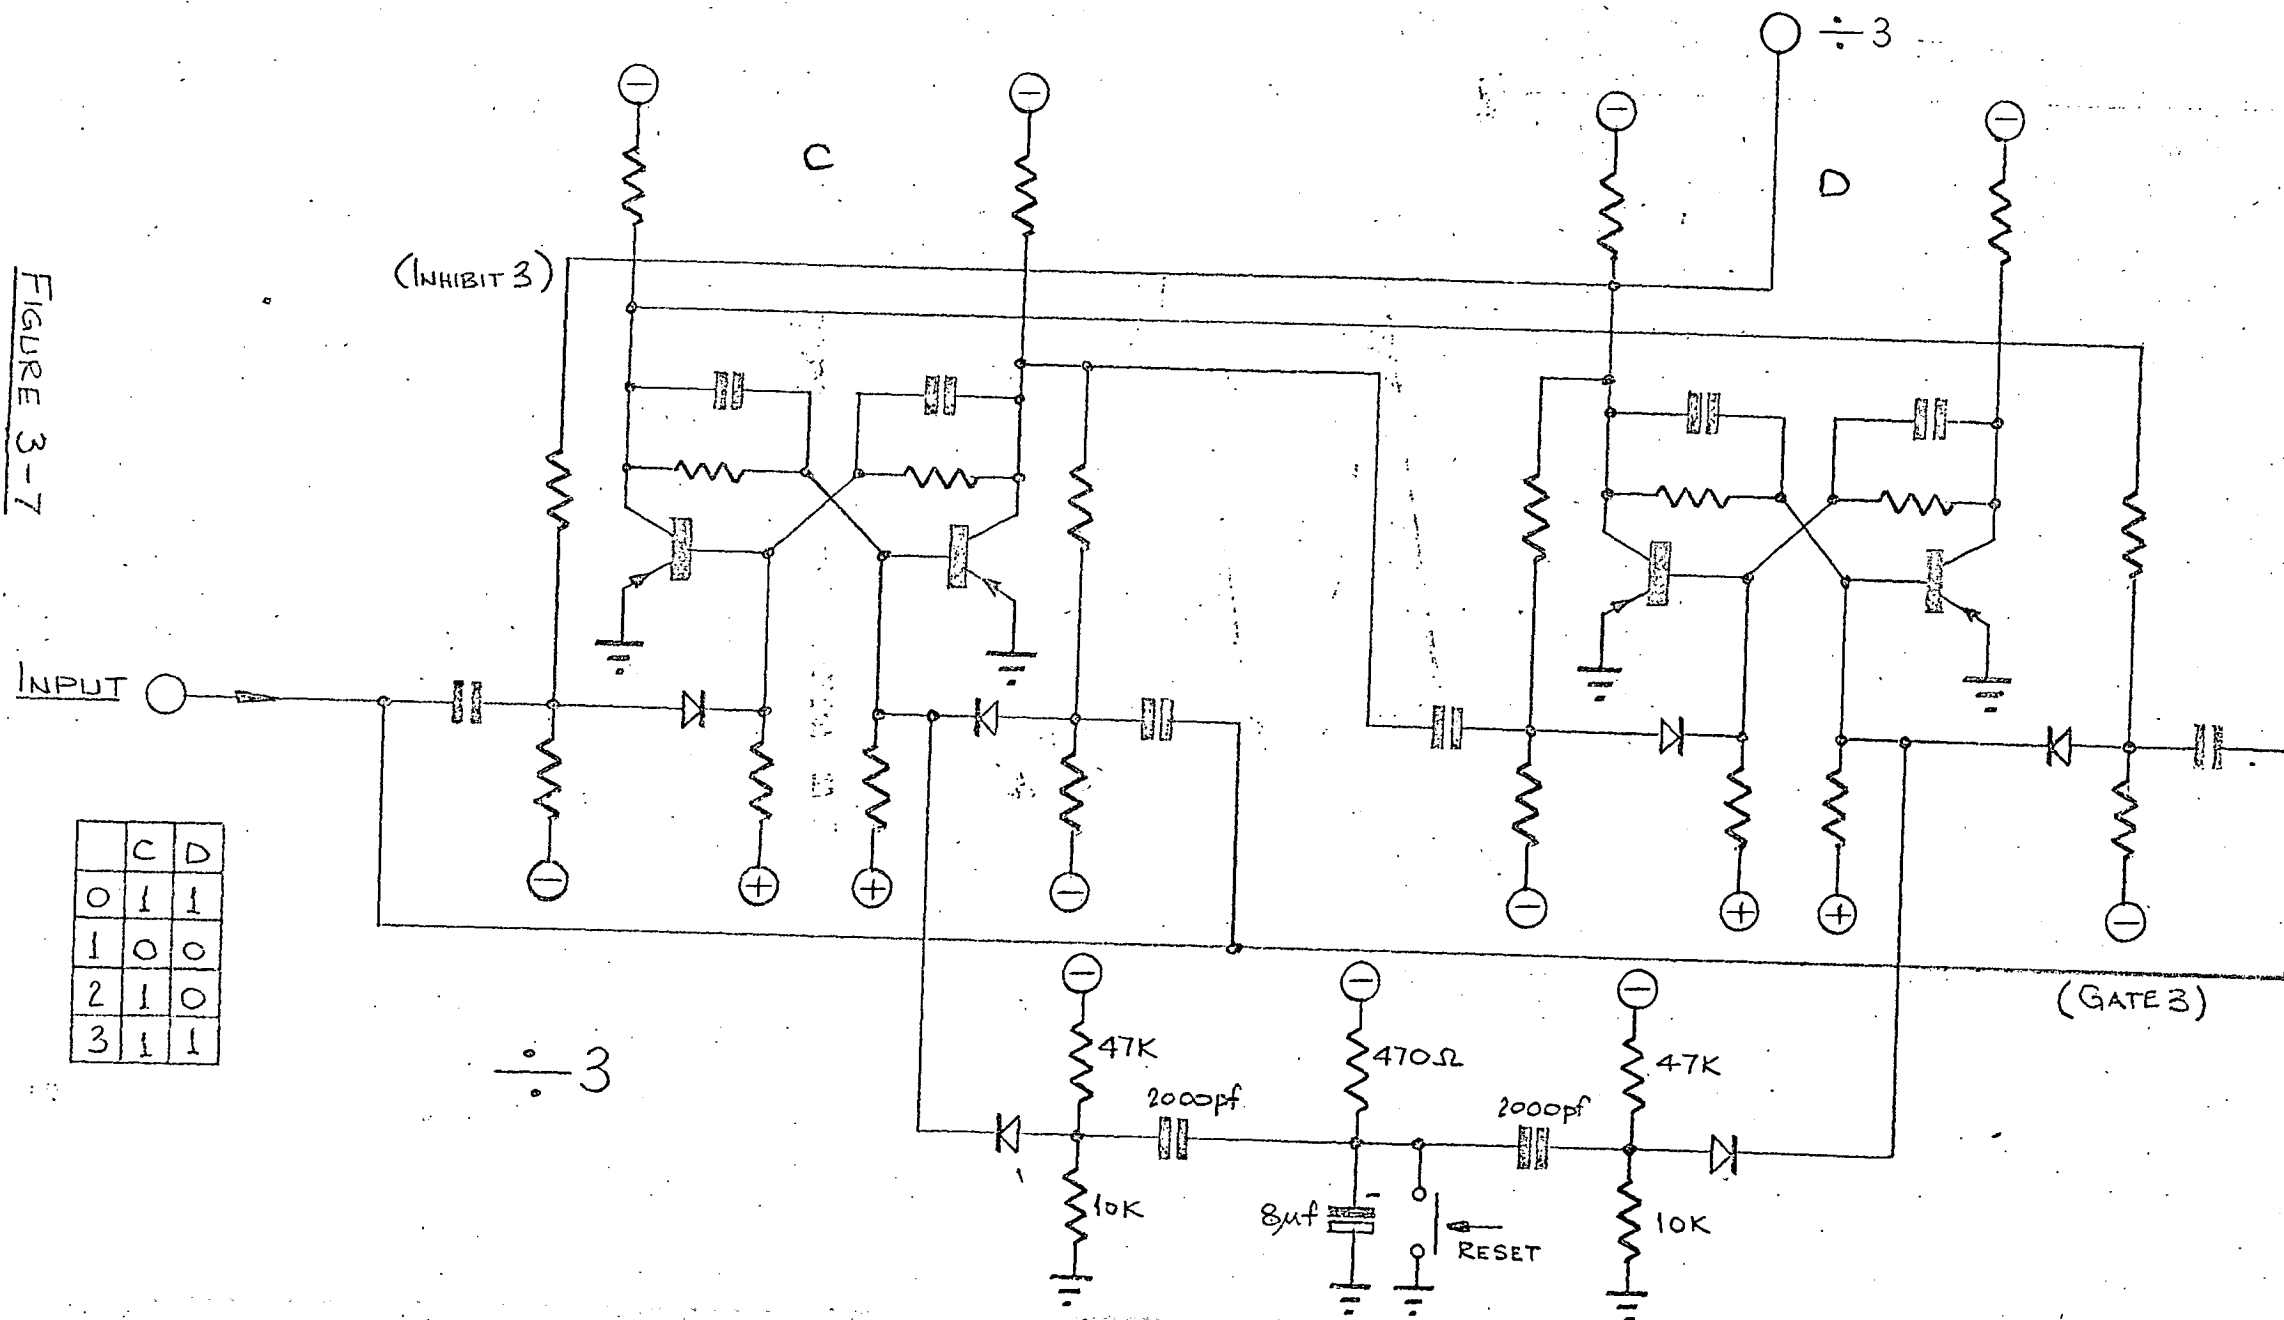 ÷3
C
D
(INHIBIT 3)
FIGURE 3-7
INPUT
C D
0 1 1
1 0 0
2 1 0
3 1 1
÷3
(GATE 3)
47K
470Ω
47K
2000pf
2000pf
10K
8µf
RESET
10K